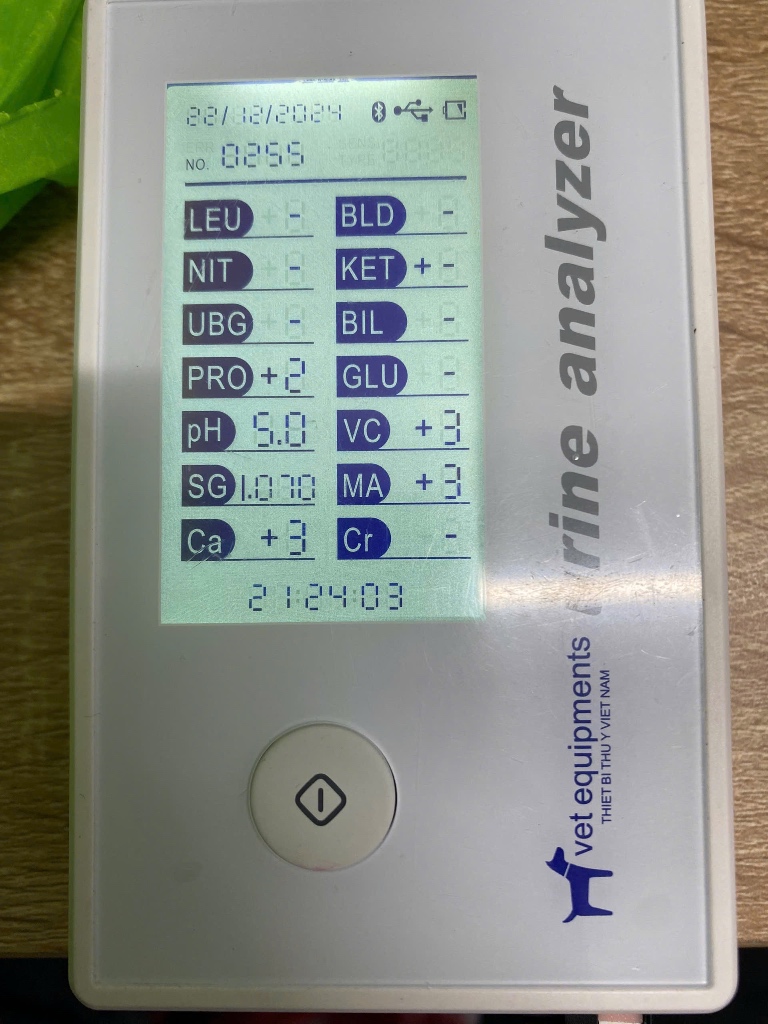 22/12/2024
NO. 0255
LEU -
BLD -
NIT -
KET +-
UBG -
BIL -
PRO +2
GLU -
pH 5.0
VC +3
SG 1.070
MA +3
Ca +3
Cr -
21:24:03
urine analyzer
vet equipments
THIET BI THU Y VIET NAM